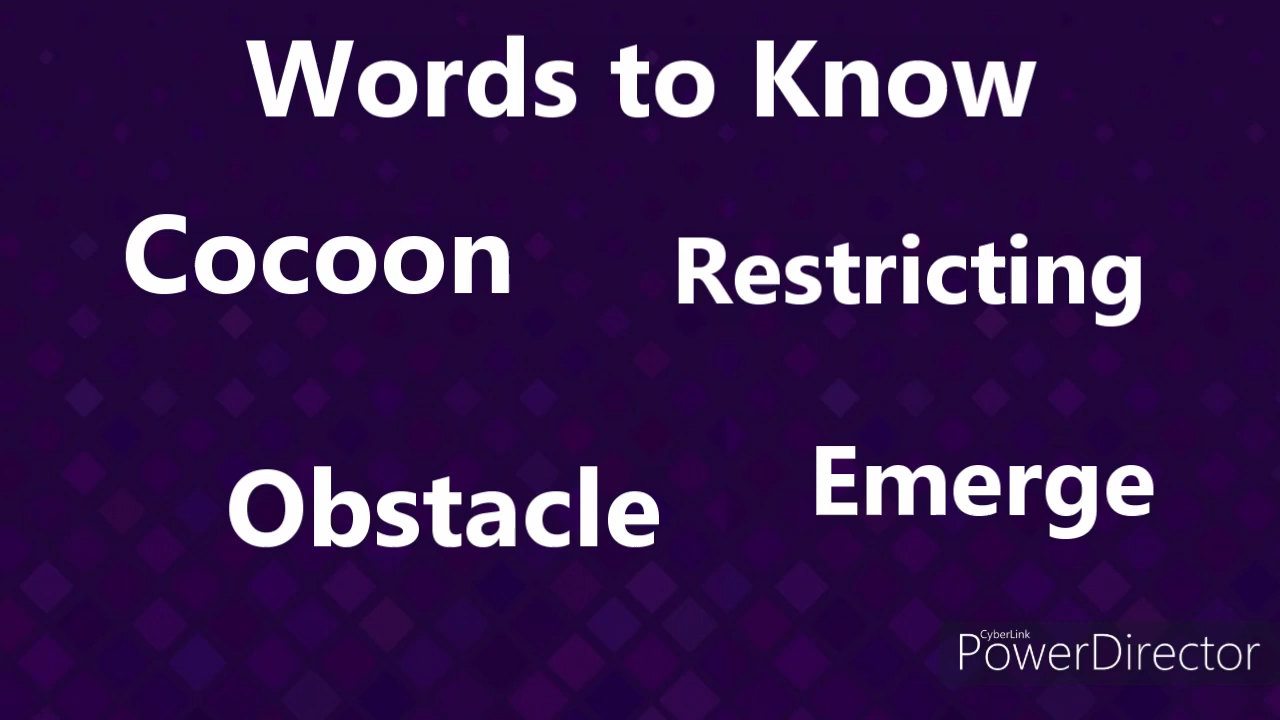 Words to Know
Cocoon
Restricting
Obstacle
Emerge
CyberLink
PowerDirector